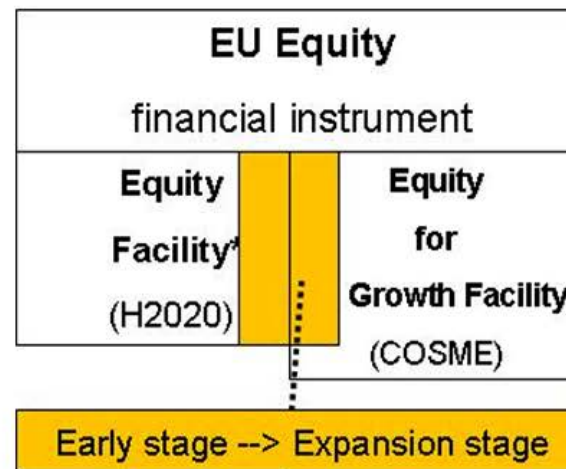 EU Equity
financial instrument
Equity
Facility*
(H2020)
Equity
for
Growth Facility
(COSME)
Early stage --> Expansion stage